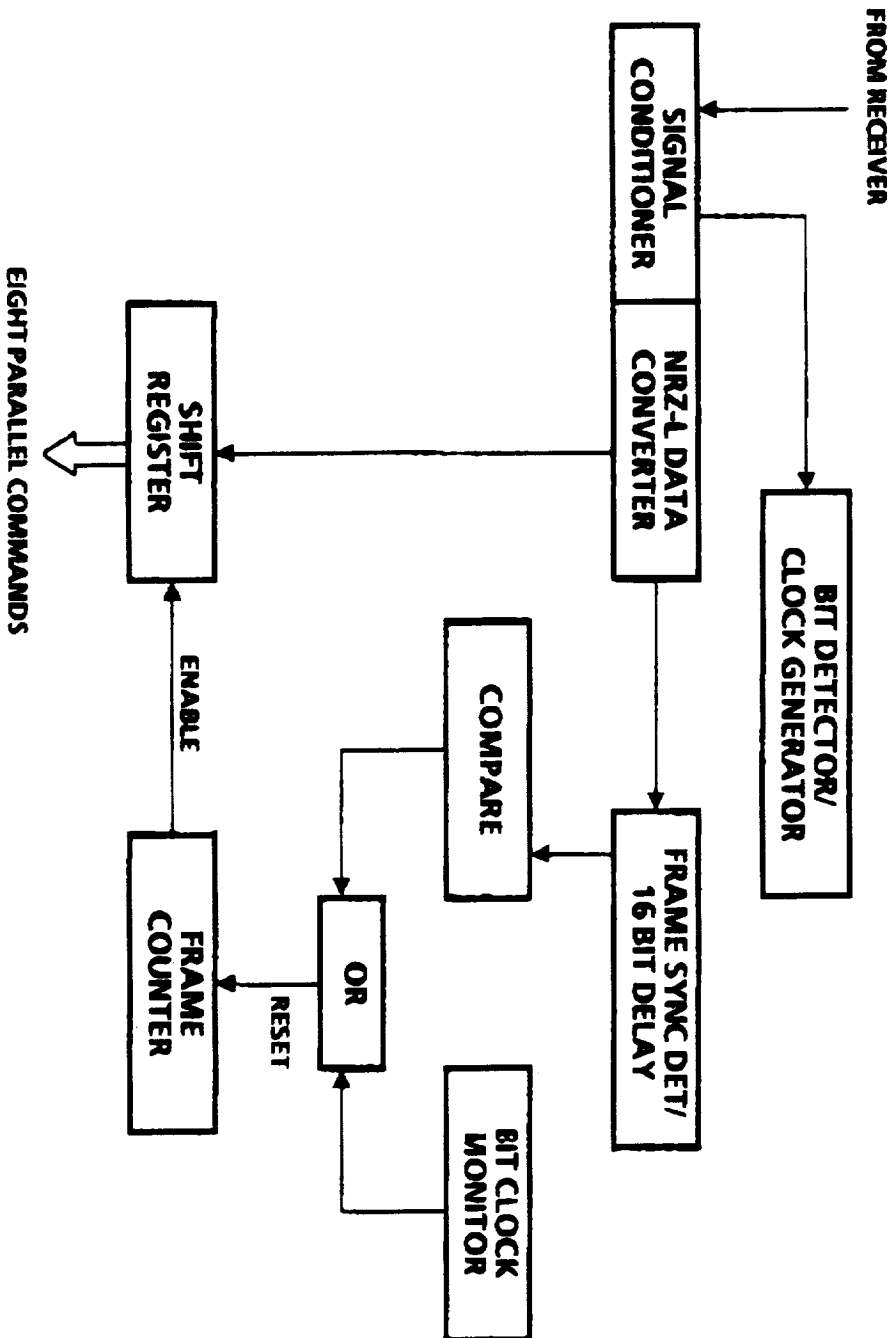 FROM RECEIVER
SIGNAL
CONDITIONER
NRZ-L DATA
CONVERTER
BIT DETECTOR/
CLOCK GENERATOR
FRAME SYNC DET/
16 BIT DELAY
COMPARE
OR
BIT CLOCK
MONITOR
RESET
SHIFT
REGISTER
ENABLE
FRAME
COUNTER
EIGHT PARALLEL COMMANDS